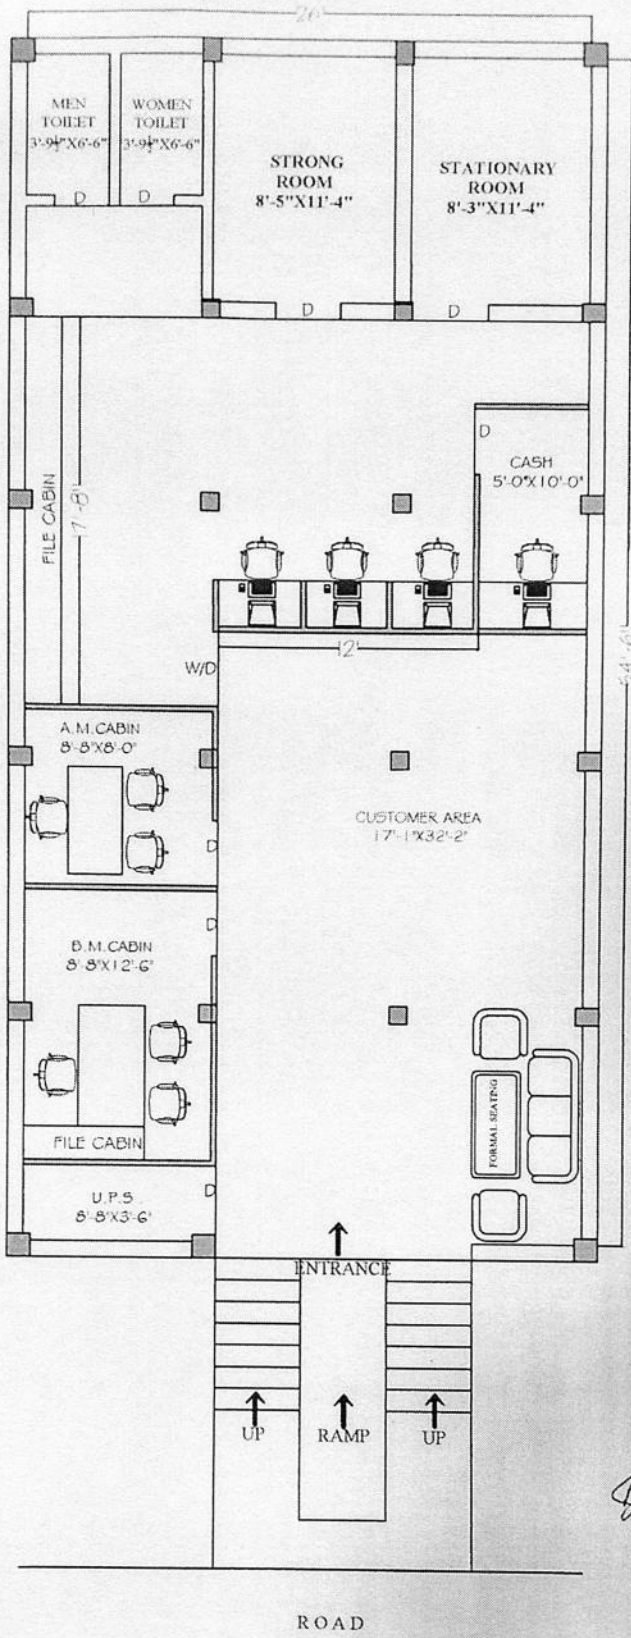 26'
MEN
TOILET
3'-9½"X6'-6"
WOMEN
TOILET
3'-9½"X6'-6"
STRONG
ROOM
8'-5"X11'-4"
STATIONARY
ROOM
8'-3"X11'-4"
D
D
D
D
D
CASH
5'-0"X10'-0"
FILE CABIN
17'-8"
12'
54'-6"
W/D
A.M.CABIN
8'-8"X8'-0"
CUSTOMER AREA
17'-1"X32'-2"
D
D
B.M.CABIN
8'-8"X12'-6"
FORMAL SEATING
FILE CABIN
U.P.S.
8'-8"X3'-6"
D
ENTRANCE
UP
RAMP
UP
ROAD